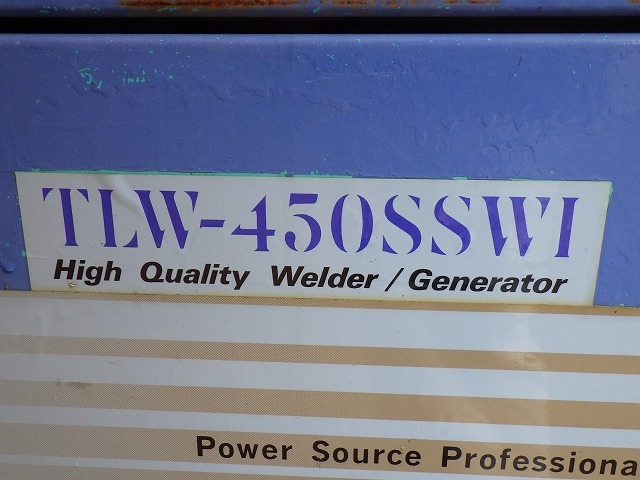 TLW-450SSWI
High Quality Welder / Generator
Power Source Professiona